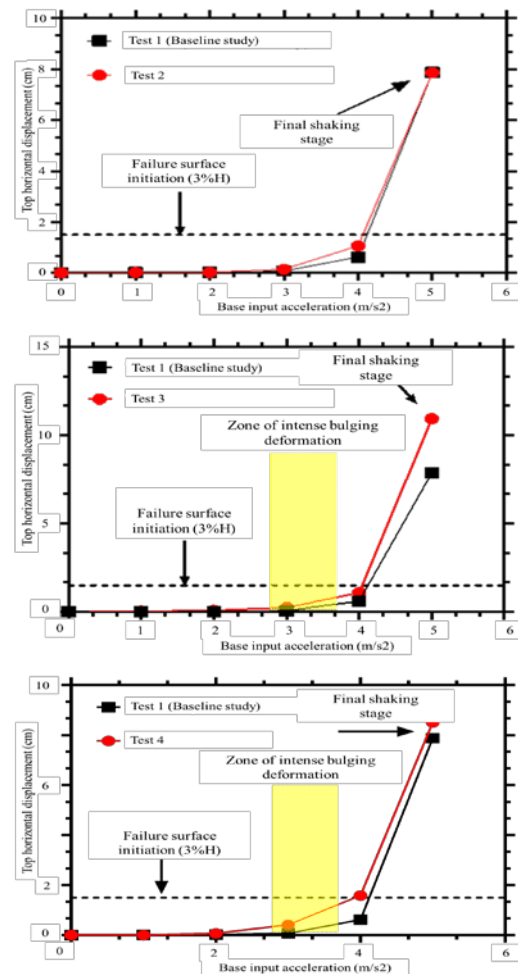 10
Test 1 (Baseline study)
8
Test 2
Top horizontal displacement (cm)
6
Final shaking
stage
Failure surface
initiation (3%H)
4
2
0
0
1
2
3
4
5
6
Base input acceleration (m/s2)
15
Test 1 (Baseline study)
Final shaking
stage
Test 3
Top horizontal displacement (cm)
10
Zone of intense bulging
deformation
Failure surface
initiation (3%H)
5
0
0
1
2
3
4
5
6
Base input acceleration (m/s2)
10
Test 1 (Baseline study)
Final shaking
stage
Test 4
Top horizontal displacement (cm)
Zone of intense bulging
deformation
6
Failure surface
initiation (3%H)
2
0
2
4
6
Base input acceleration (m/s2)